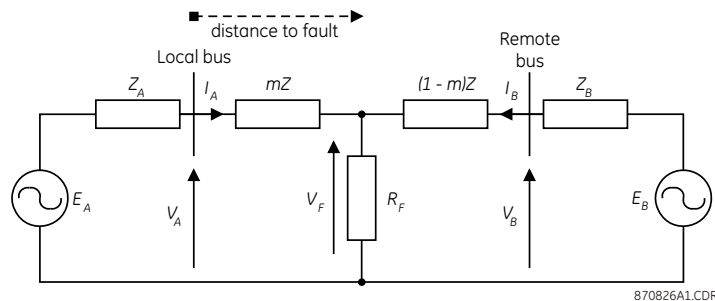 distance to fault
Local bus
Remote
bus
Z_A
I_A
mZ
(1 - m)Z
I_B
Z_B
E_A
V_A
V_F
R_F
V_B
E_B
870826A1.CDR